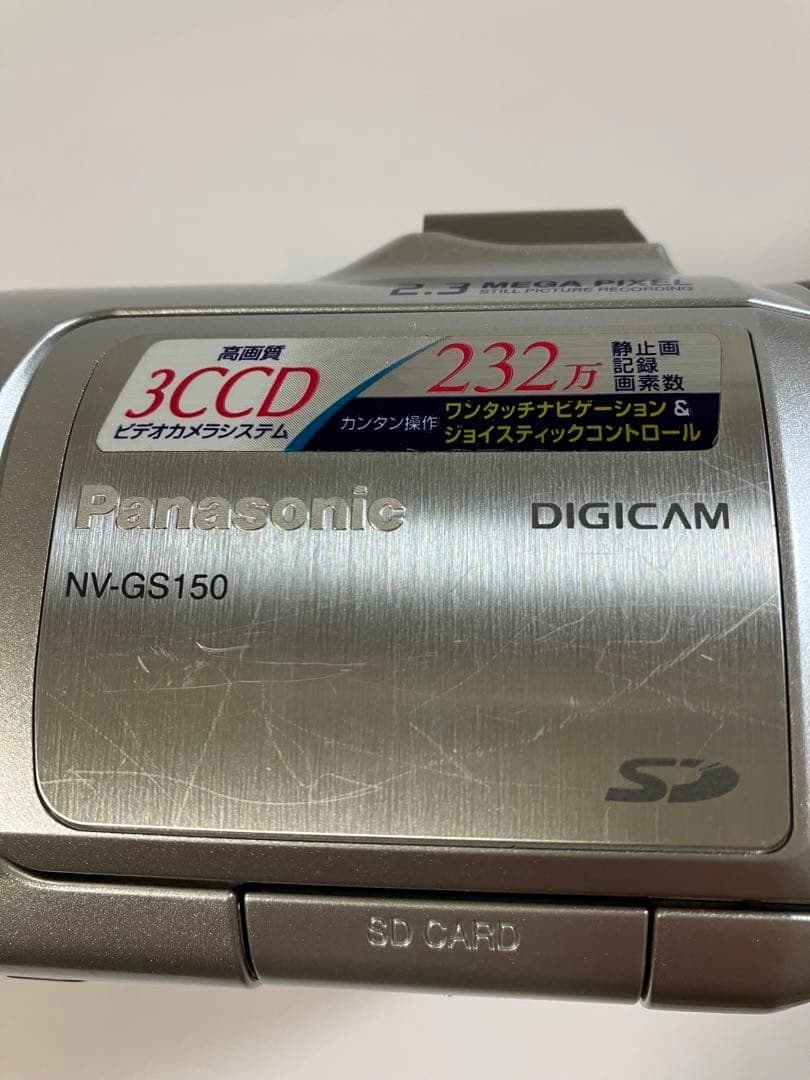 2.3 MEGA PIXEL
STILL PICTURE RECORDING
高画質
3CCD
ビデオカメラシステム
232万
静止画
記録
画素数
カンタン操作
ワンタッチナビゲーション&
ジョイスティックコントロール
Panasonic
DIGICAM
NV-GS150
SD
SD CARD